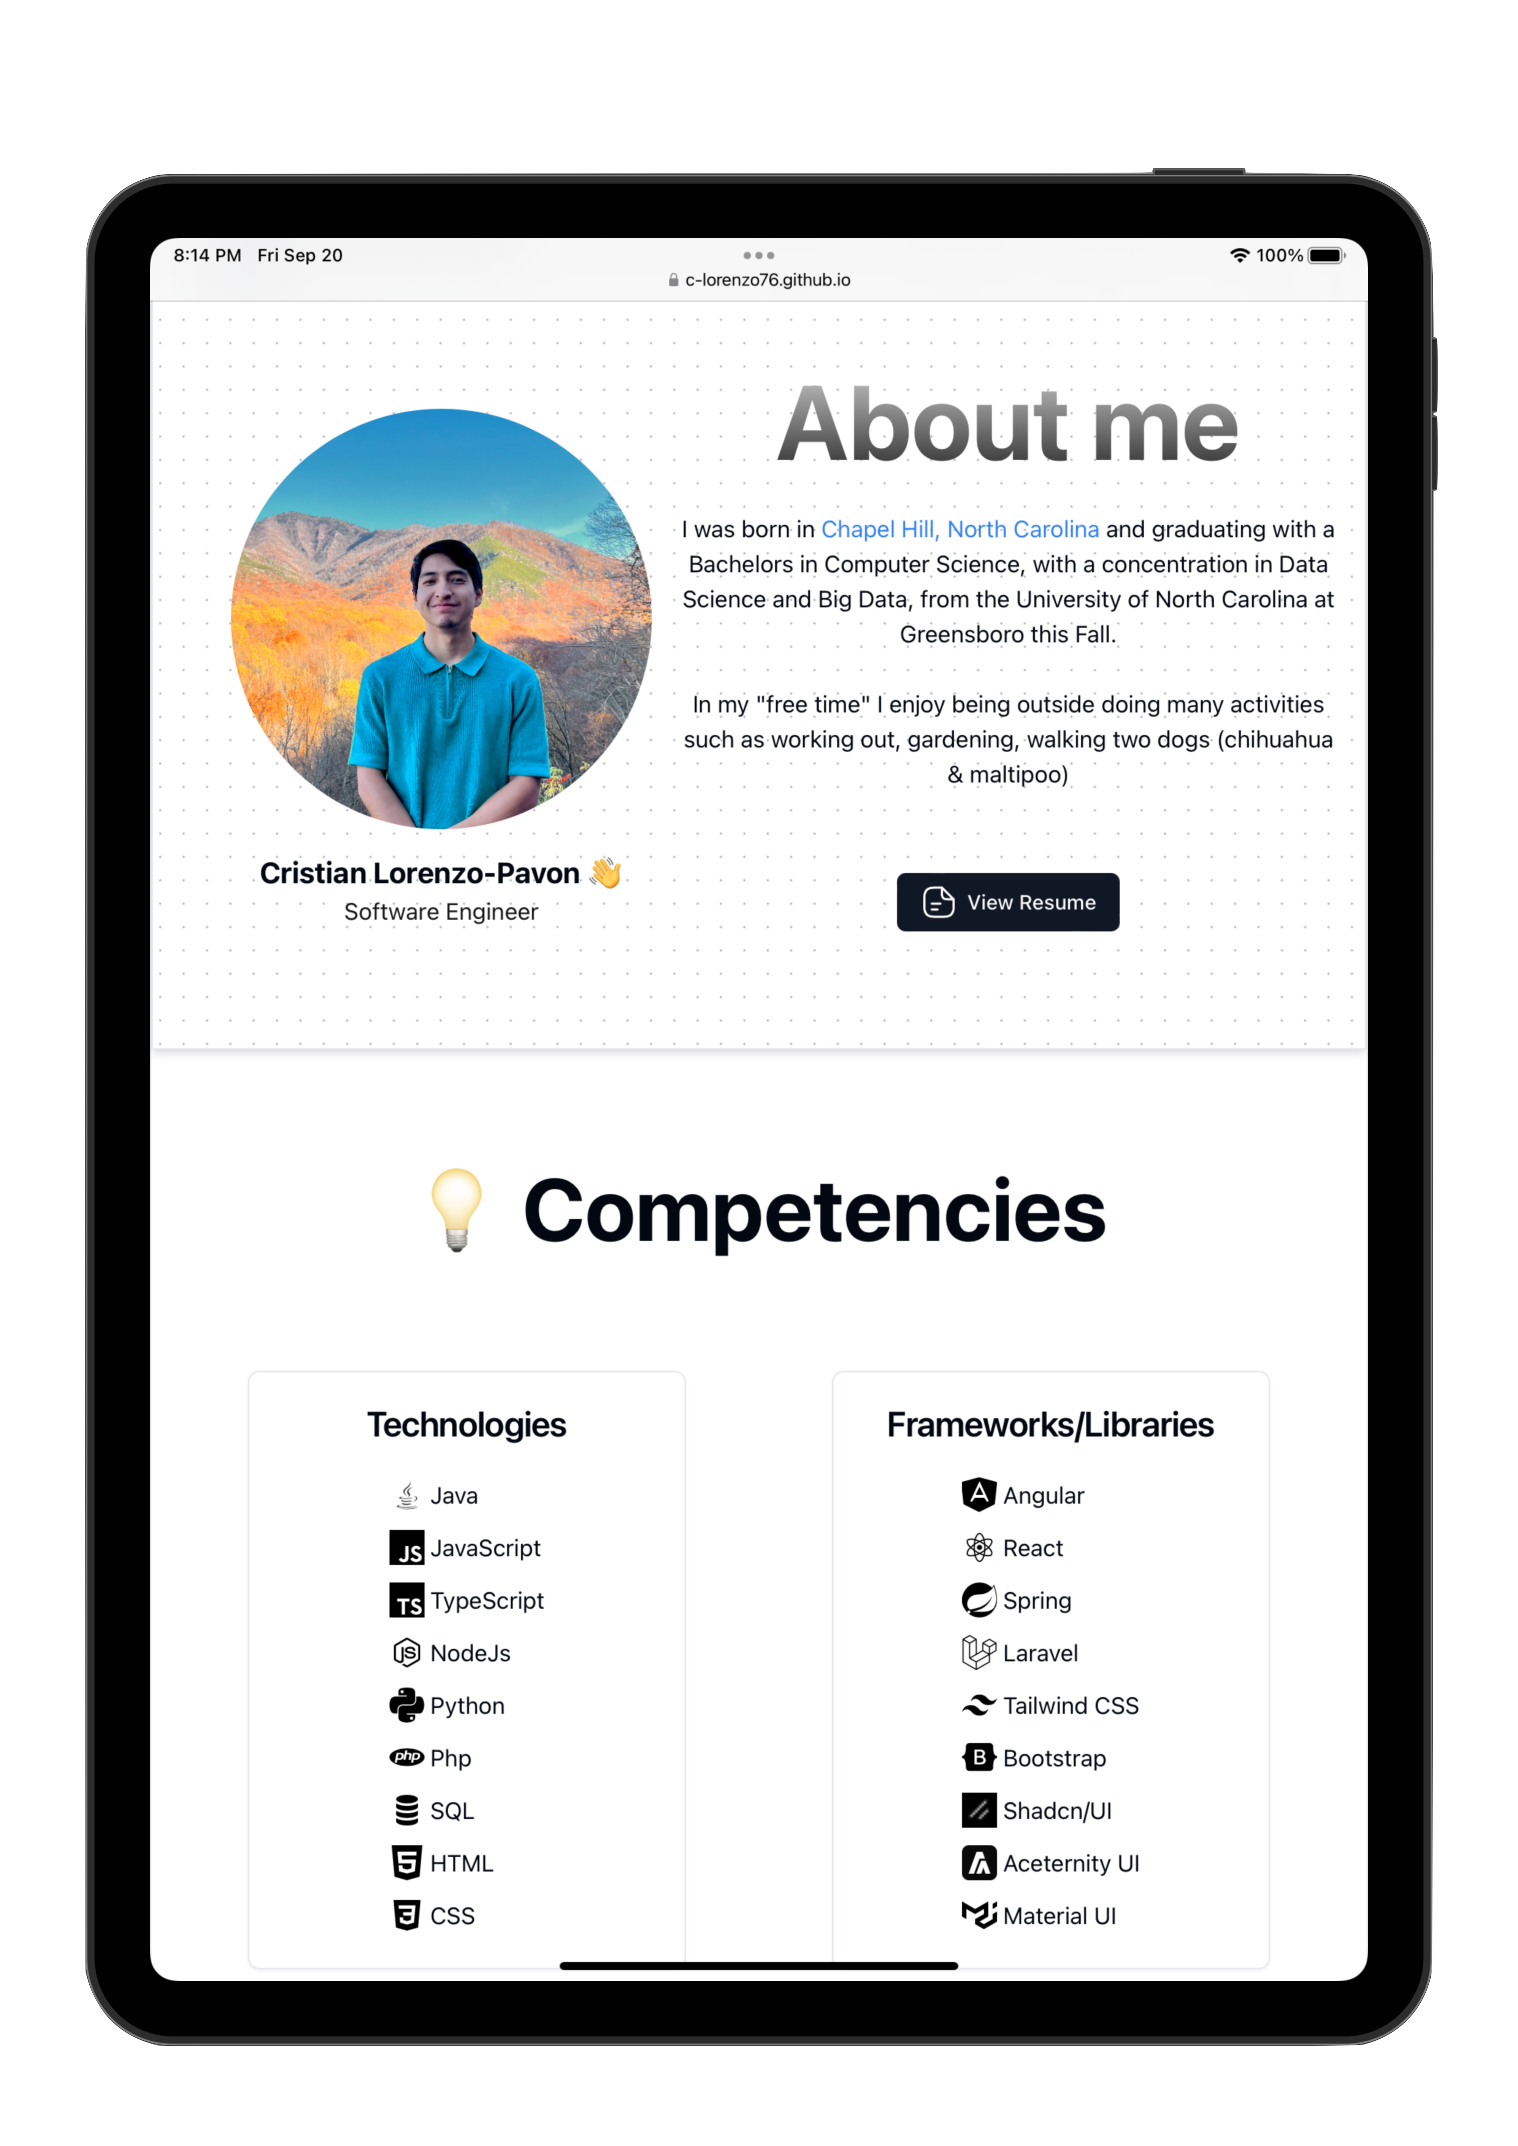 8:14 PM Fri Sep 20
100%
c-lorenzo76.github.io
About me
I was born in Chapel Hill, North Carolina and graduating with a
Bachelors in Computer Science, with a concentration in Data
Science and Big Data, from the University of North Carolina at
Greensboro this Fall.
In my "free time" I enjoy being outside doing many activities
such as working out, gardening, walking two dogs (chihuahua
& maltipoo)
View Resume
Cristian Lorenzo-Pavon 👋
Software Engineer
💡 Competencies
Technologies
Java
JS JavaScript
TS TypeScript
JS NodeJs
Python
php Php
SQL
5 HTML
3 CSS
Frameworks/Libraries
A Angular
React
Spring
Laravel
Tailwind CSS
B Bootstrap
Shadcn/UI
Aceternity UI
Material UI